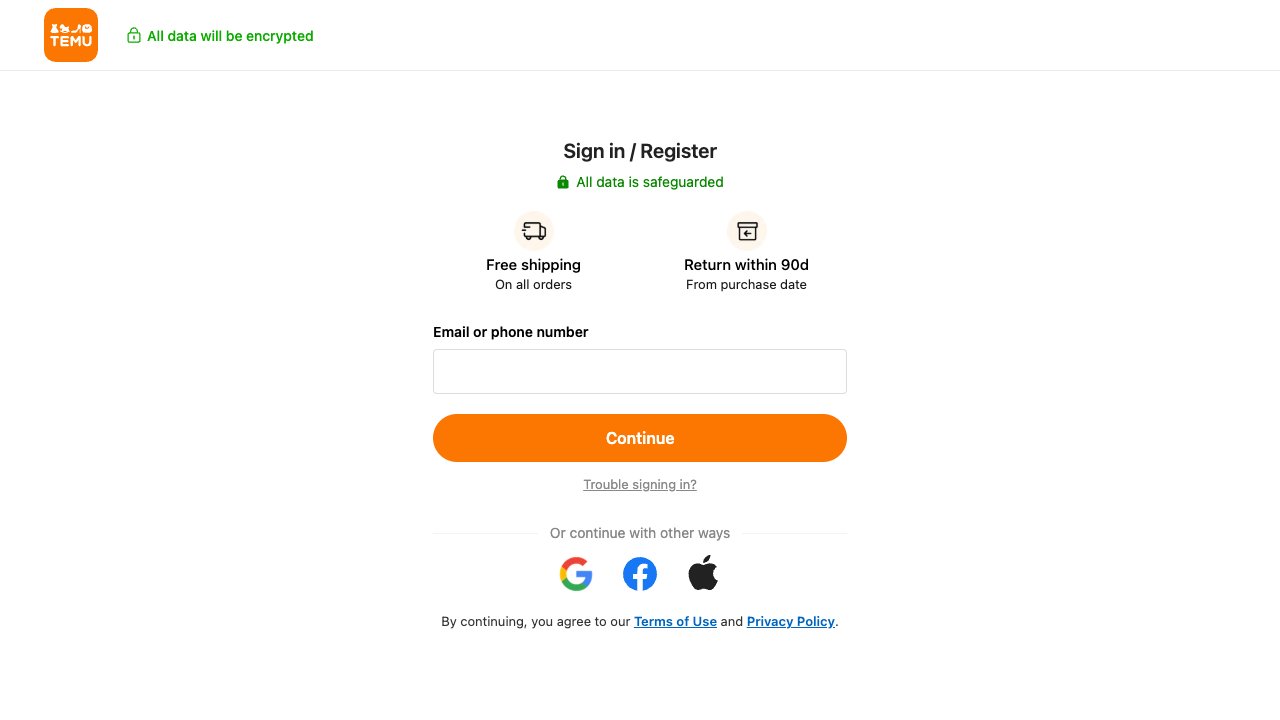 TEMU
All data will be encrypted
Sign in / Register
All data is safeguarded
Free shipping
On all orders
Return within 90d
From purchase date
Email or phone number
Continue
Trouble signing in?
Or continue with other ways
By continuing, you agree to our Terms of Use and Privacy Policy.